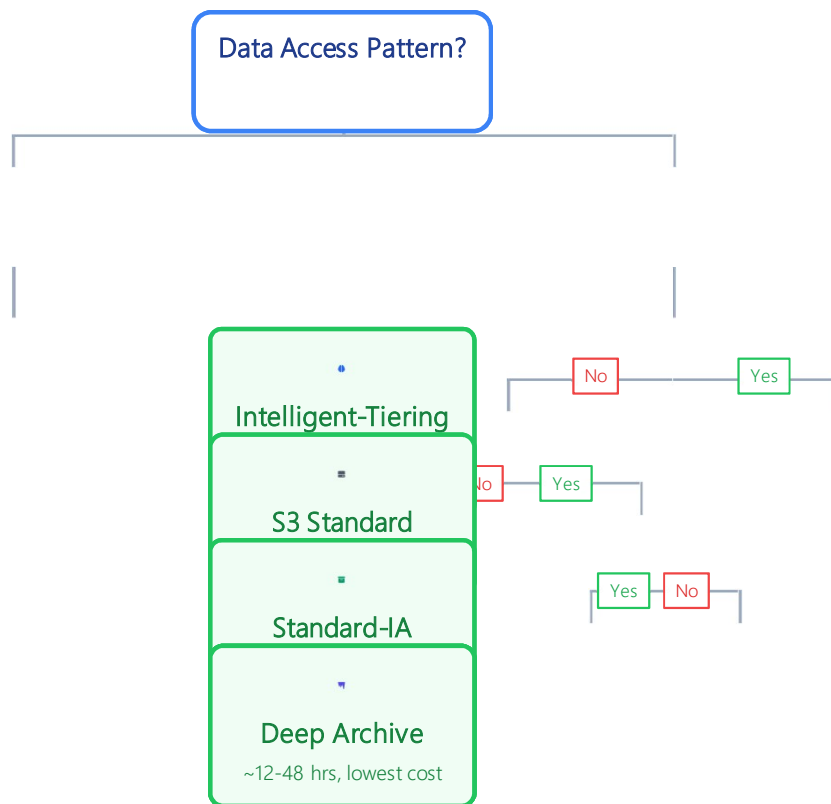 Data Access Pattern?
No
Yes
Intelligent-Tiering
No
Yes
S3 Standard
Yes
No
Standard-IA
Deep Archive
~12-48 hrs, lowest cost